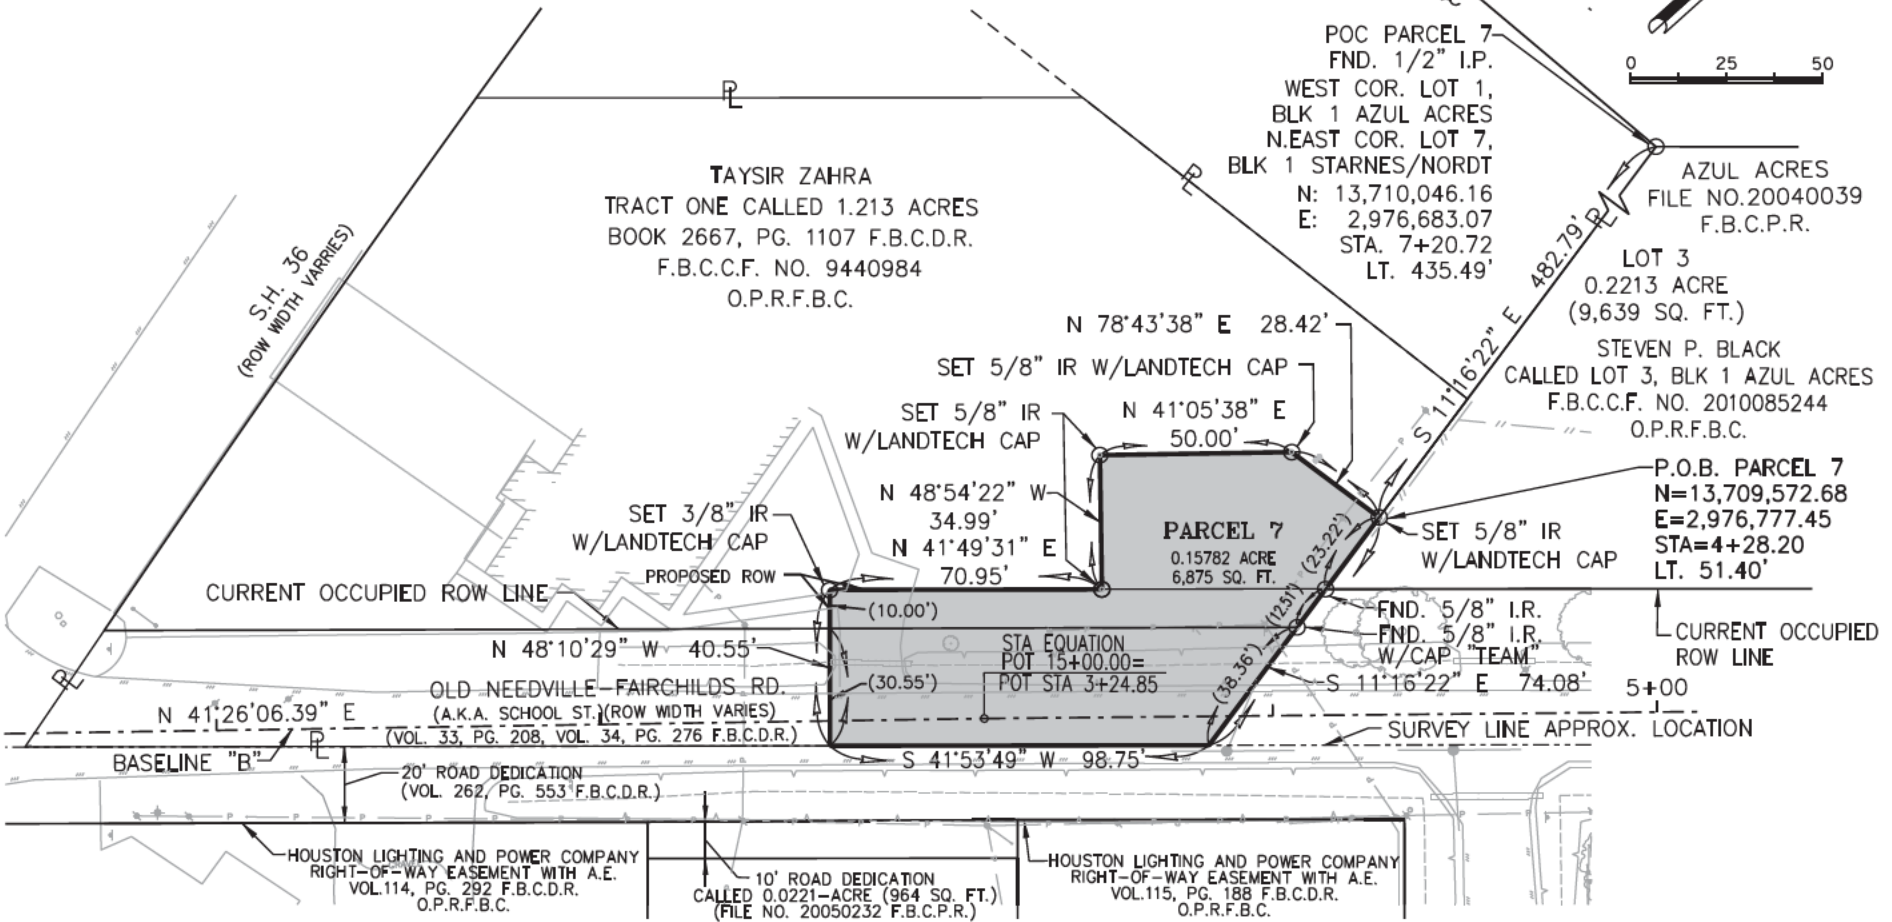 POC PARCEL 7
FND. 1/2" I.P.
WEST COR. LOT 1,
BLK 1 AZUL ACRES
N.EAST COR. LOT 7,
BLK 1 STARNES/NORDT
N: 13,710,046.16
E: 2,976,683.07
STA. 7+20.72
LT. 435.49'
0 25 50
PL
TAYSIR ZAHRA
TRACT ONE CALLED 1.213 ACRES
BOOK 2667, PG. 1107 F.B.C.D.R.
F.B.C.C.F. NO. 9440984
O.P.R.F.B.C.
PL
AZUL ACRES
FILE NO.20040039
F.B.C.P.R.
PL
S.H. 36
(ROW WIDTH VARRIES)
S 11°16'22" E 482.79'
LOT 3
0.2213 ACRE
(9,639 SQ. FT.)
STEVEN P. BLACK
CALLED LOT 3, BLK 1 AZUL ACRES
F.B.C.C.F. NO. 2010085244
O.P.R.F.B.C.
N 78°43'38" E 28.42'
SET 5/8" IR W/LANDTECH CAP
SET 5/8" IR
W/LANDTECH CAP
N 41°05'38" E
50.00'
P.O.B. PARCEL 7
N=13,709,572.68
E=2,976,777.45
STA=4+28.20
LT. 51.40'
N 48°54'22" W
34.99'
SET 3/8" IR
W/LANDTECH CAP
N 41°49'31" E
70.95'
PARCEL 7
0.15782 ACRE
6,875 SQ. FT.
(23.22')
SET 5/8" IR
W/LANDTECH CAP
PROPOSED ROW
CURRENT OCCUPIED ROW LINE
(10.00')
(12.51')
FND. 5/8" I.R.
FND. 5/8" I.R.
W/CAP "TEAM"
CURRENT OCCUPIED
ROW LINE
N 48°10'29" W 40.55'
STA EQUATION
POT 15+00.00=
POT STA 3+24.85
(38.36')
S 11°16'22" E 74.08'
PL
(30.55')
OLD NEEDVILLE-FAIRCHILDS RD.
(A.K.A. SCHOOL ST.)(ROW WIDTH VARIES)
(VOL. 33, PG. 208, VOL. 34, PG. 276 F.B.C.D.R.)
N 41°26'06.39" E
5+00
SURVEY LINE APPROX. LOCATION
BASELINE "B"
PL
S 41°53'49" W 98.75'
20' ROAD DEDICATION
(VOL. 262, PG. 553 F.B.C.D.R.)
HOUSTON LIGHTING AND POWER COMPANY
RIGHT-OF-WAY EASEMENT WITH A.E.
VOL.114, PG. 292 F.B.C.D.R.
O.P.R.F.B.C.
10' ROAD DEDICATION
CALLED 0.0221-ACRE (964 SQ. FT.)
(FILE NO. 20050232 F.B.C.P.R.)
HOUSTON LIGHTING AND POWER COMPANY
RIGHT-OF-WAY EASEMENT WITH A.E.
VOL.115, PG. 188 F.B.C.D.R.
O.P.R.F.B.C.